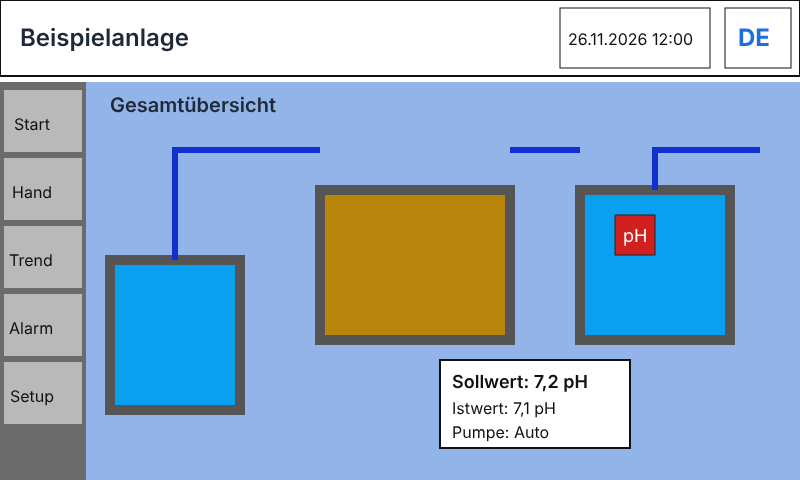 Beispielanlage
26.11.2026 12:00
DE
Gesamtübersicht
Start
Hand
Trend
Alarm
Setup
pH
Sollwert: 7,2 pH
Istwert: 7,1 pH
Pumpe: Auto